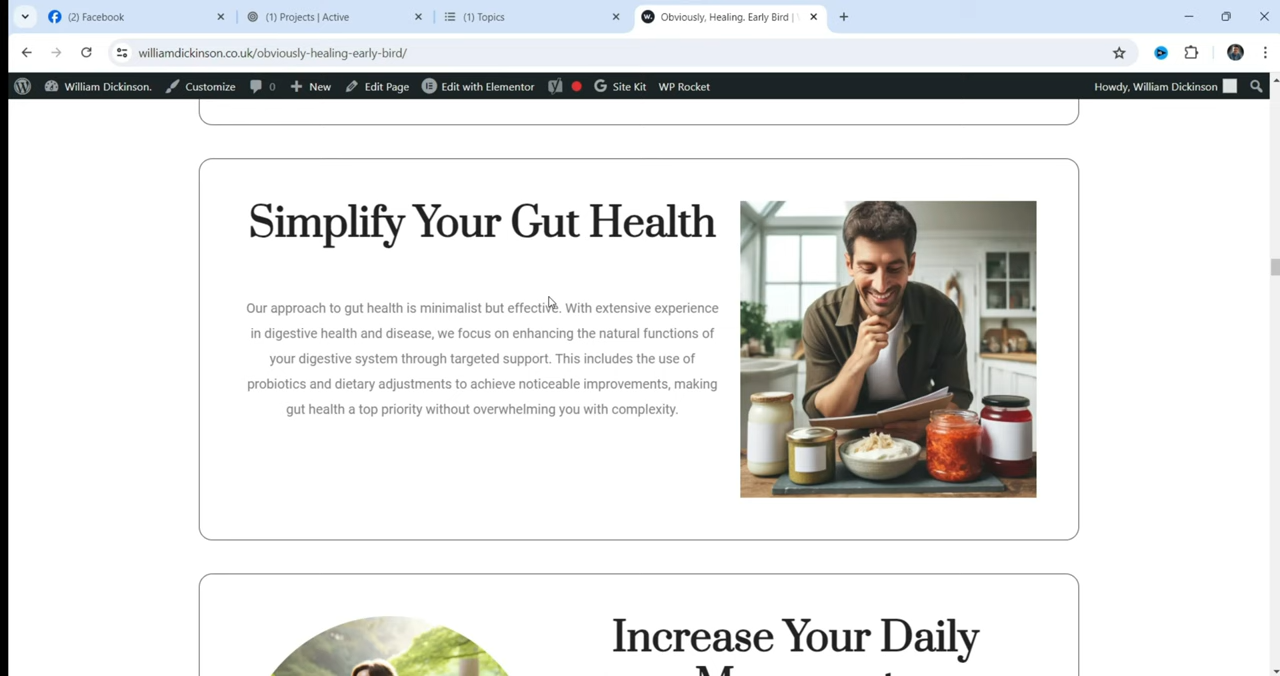 (2) Facebook
(1) Projects | Active
(1) Topics
Obviously, Healing. Early Bird |
williamdickinson.co.uk/obviously-healing-early-bird/
William Dickinson.
Customize
0
New
Edit Page
Edit with Elementor
Site Kit
WP Rocket
Howdy, William Dickinson
Simplify Your Gut Health
Our approach to gut health is minimalist but effective. With extensive experience
in digestive health and disease, we focus on enhancing the natural functions of
your digestive system through targeted support. This includes the use of
probiotics and dietary adjustments to achieve noticeable improvements, making
gut health a top priority without overwhelming you with complexity.
Increase Your Daily